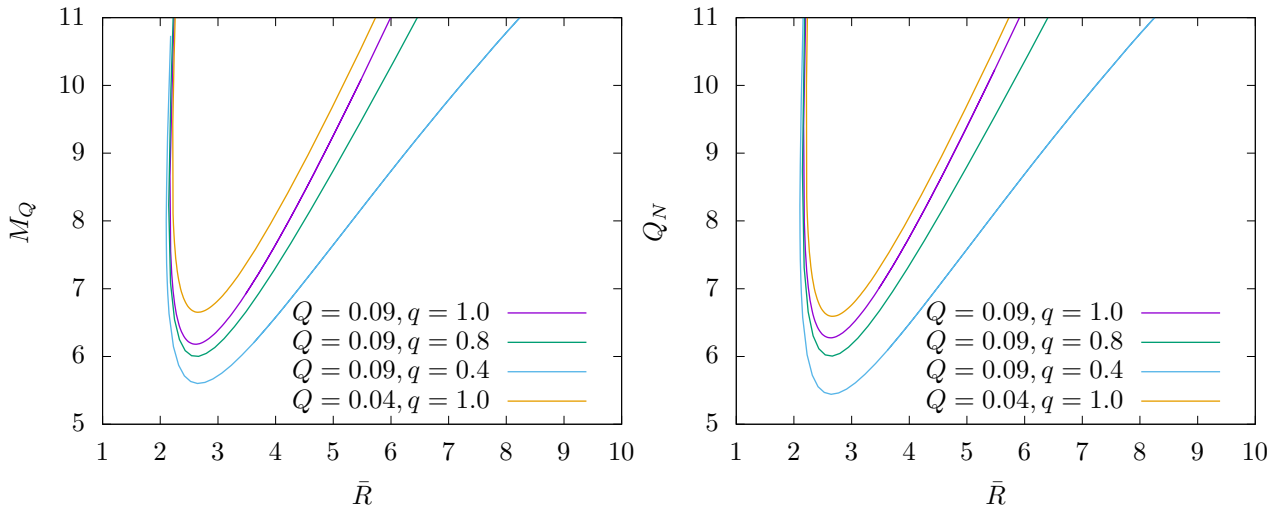 11
10
9
8
7
6
5
M_Q
1 2 3 4 5 6 7 8 9 10
R̄
Q = 0.09, q = 1.0
Q = 0.09, q = 0.8
Q = 0.09, q = 0.4
Q = 0.04, q = 1.0
11
10
9
8
7
6
5
Q_N
1 2 3 4 5 6 7 8 9 10
R̄
Q = 0.09, q = 1.0
Q = 0.09, q = 0.8
Q = 0.09, q = 0.4
Q = 0.04, q = 1.0